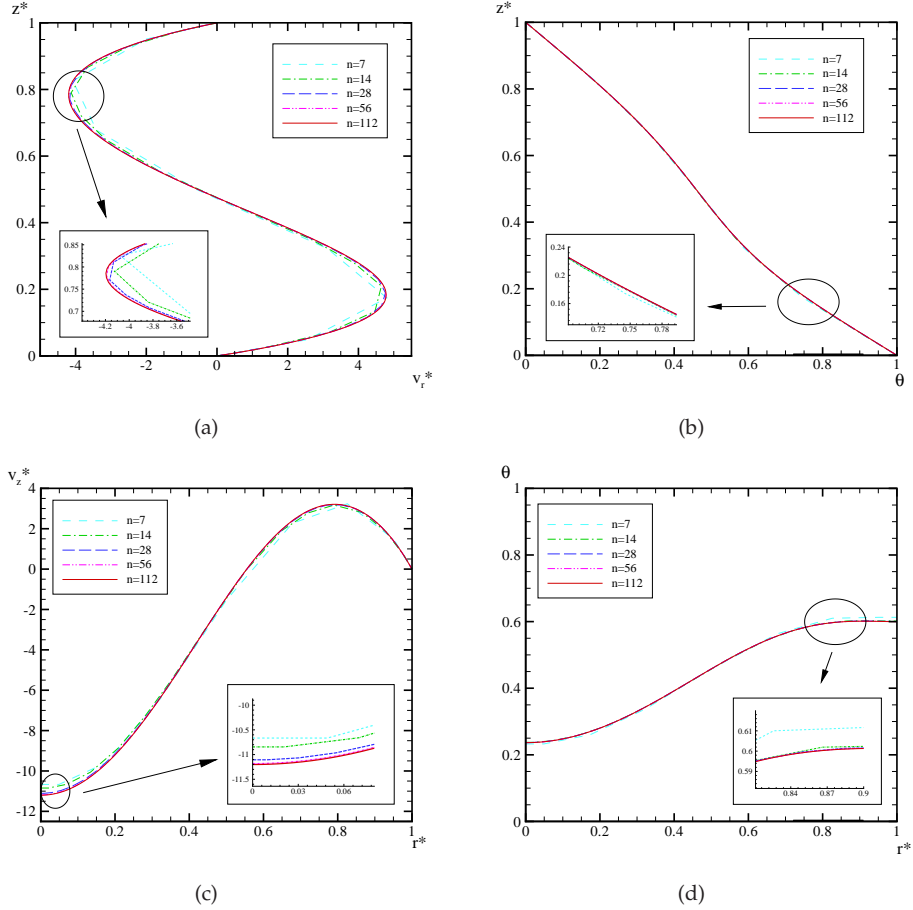 z*
1
0.8
0.6
0.4
0.2
0
-4 -2 0 2 4
v_r*
n=7
n=14
n=28
n=56
n=112
0.85
0.8
0.75
0.7
-4.2 -4 -3.8 -3.6
(a)
z*
1
0.8
0.6
0.4
0.2
0
0 0.2 0.4 0.6 0.8 1
θ
n=7
n=14
n=28
n=56
n=112
0.24
0.2
0.16
0.72 0.75 0.78
(b)
v_z*
4
2
0
-2
-4
-6
-8
-10
-12
0 0.2 0.4 0.6 0.8 1
r*
n=7
n=14
n=28
n=56
n=112
-10
-10.5
-11
-11.5
0 0.03 0.06
(c)
θ
1
0.8
0.6
0.4
0.2
0
0 0.2 0.4 0.6 0.8 1
r*
n=7
n=14
n=28
n=56
n=112
0.61
0.6
0.59
0.84 0.87 0.9
(d)